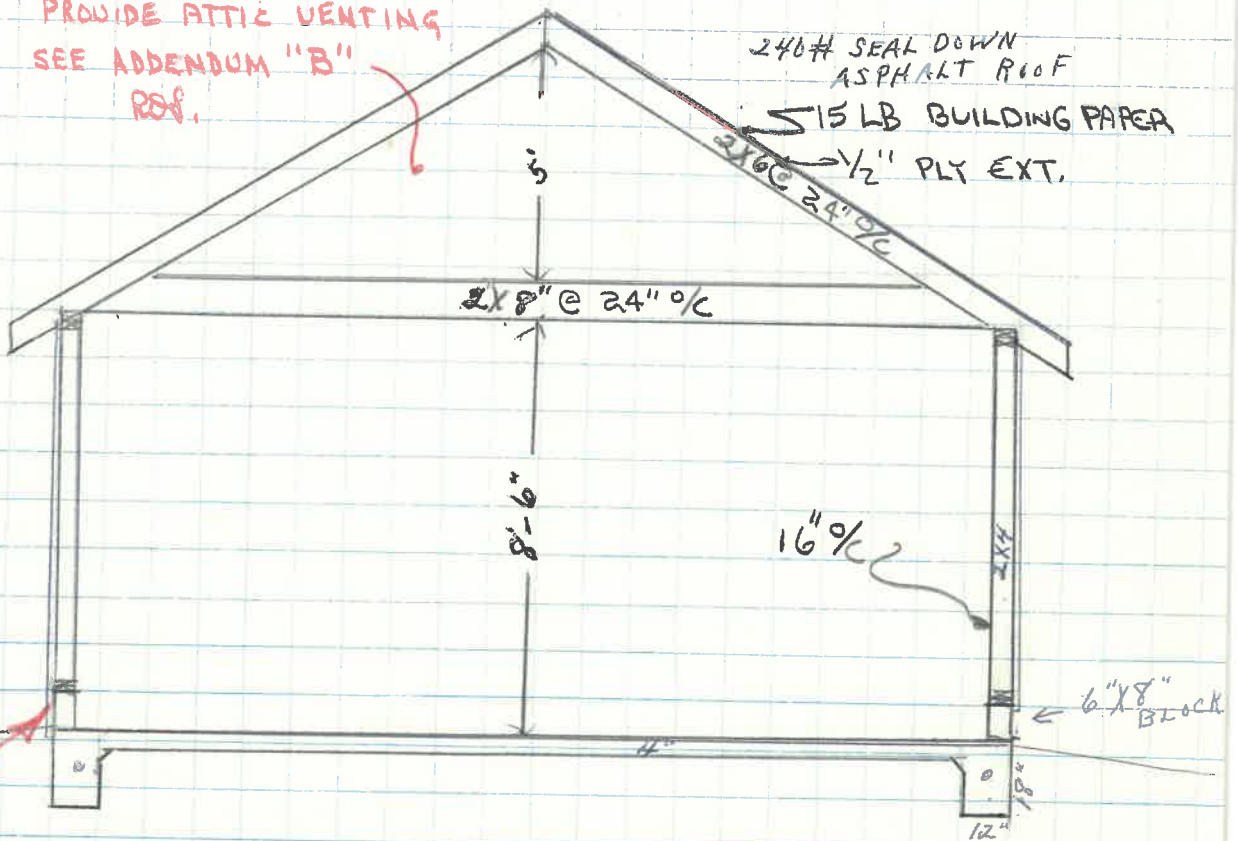 PROVIDE ATTIC VENTING
SEE ADDENDUM "B"
240# SEAL DOWN
ASPHALT ROOF
15 LB BUILDING PAPER
1/2" PLY EXT.
2X6@ 24" O/C
5'
2X8"@ 24" O/C
8'-6"
16" O/C
2X4
6"X8"
BLOCK
4"
18"
12"